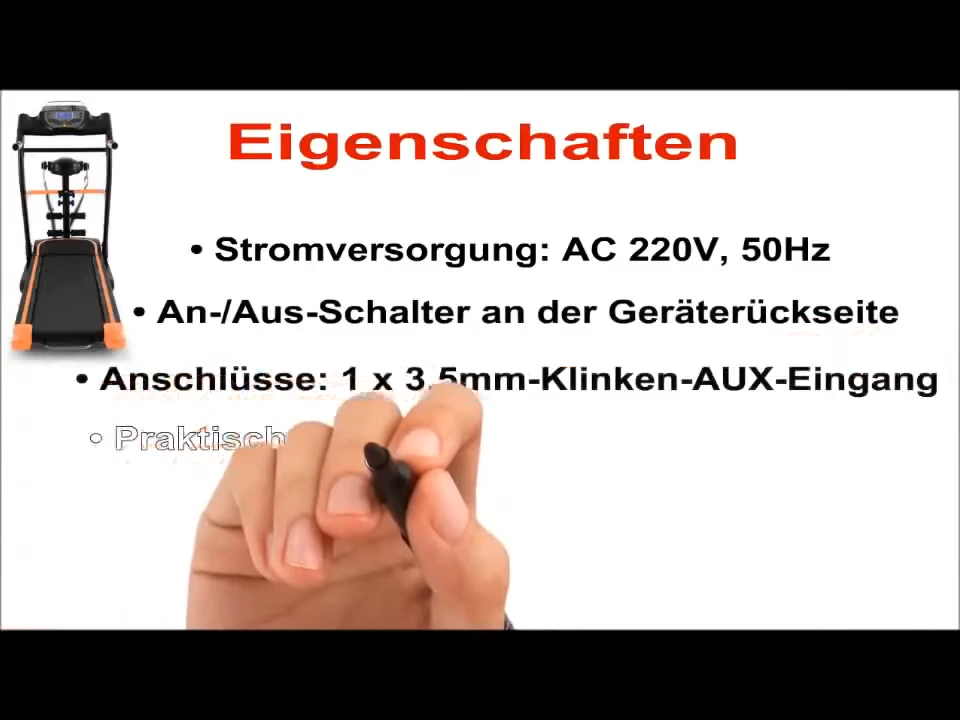 Eigenschaften
• Stromversorgung: AC 220V, 50Hz
• An-/Aus-Schalter an der Geräterückseite
• Anschlüsse: 1 x 3,5mm-Klinken-AUX-Eingang
• Praktisch